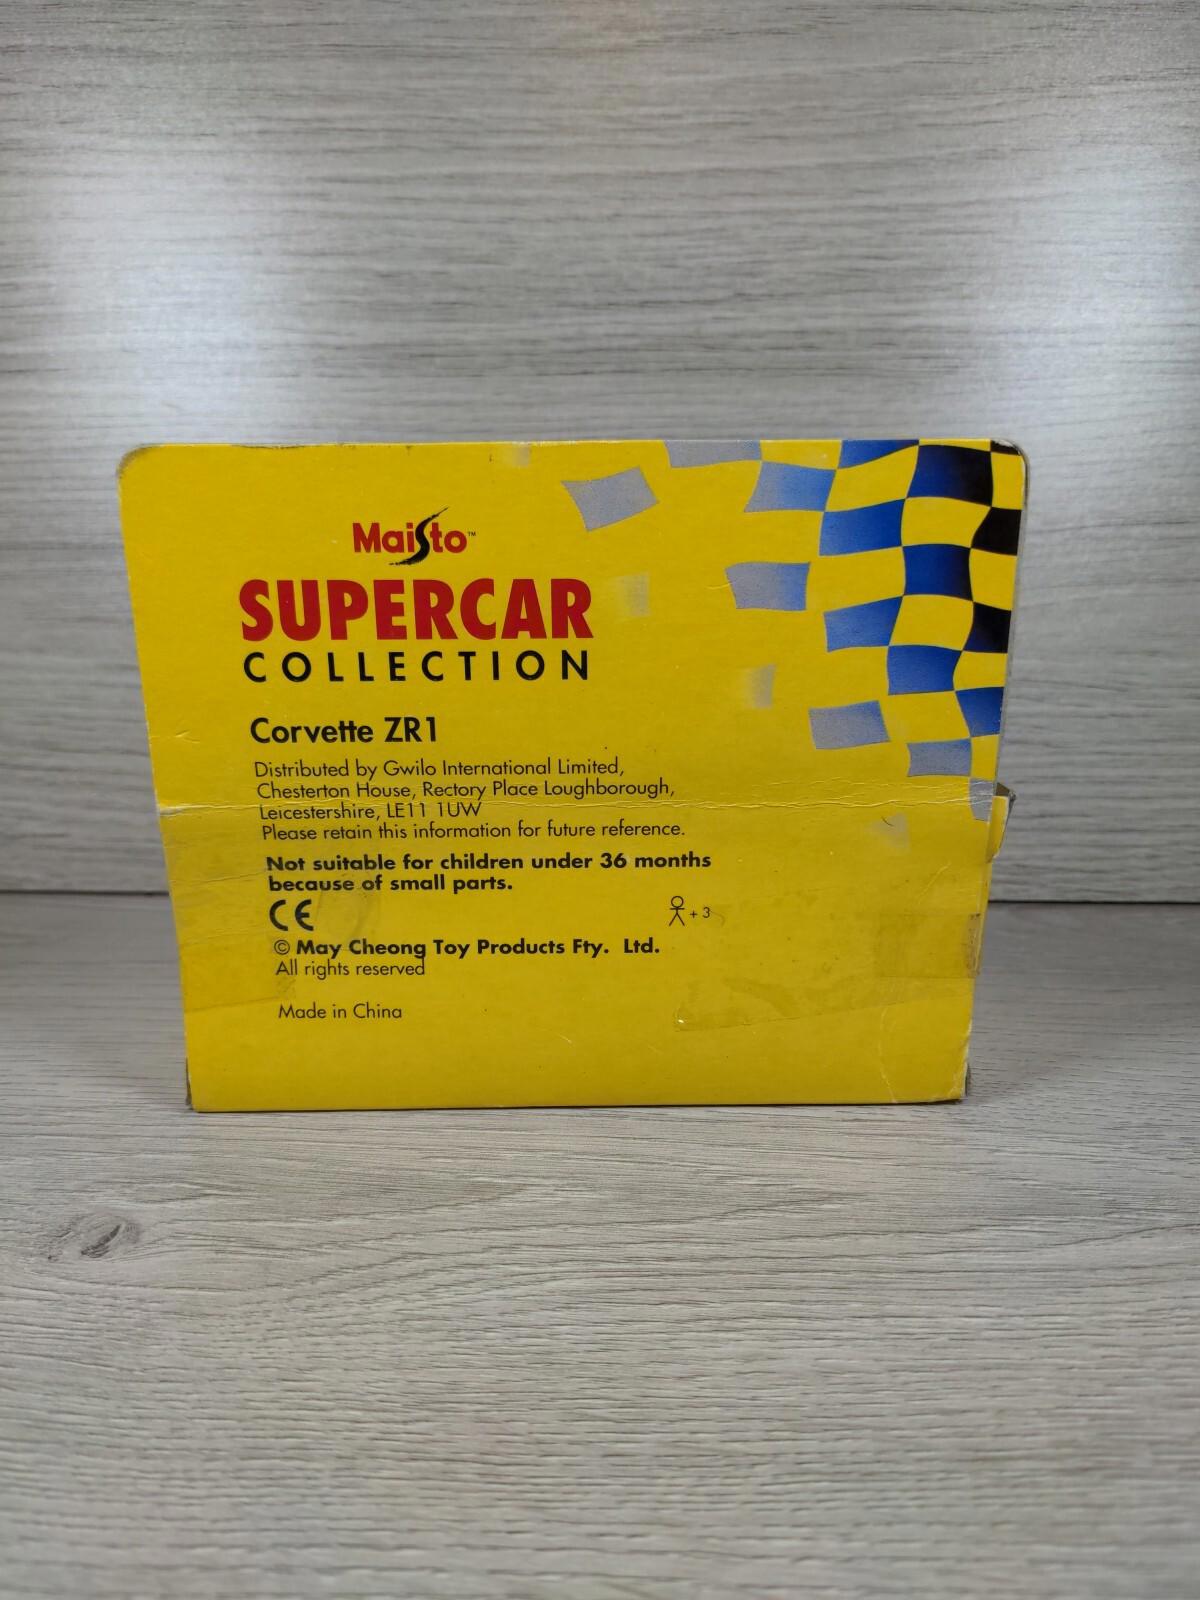 Maisto™
SUPERCAR
COLLECTION
Corvette ZR1
Distributed by Gwilo International Limited,
Chesterton House, Rectory Place Loughborough,
Leicestershire, LE11 1UW
Please retain this information for future reference.
Not suitable for children under 36 months
because of small parts.
CE
+ 3
© May Cheong Toy Products Fty. Ltd.
All rights reserved
Made in China